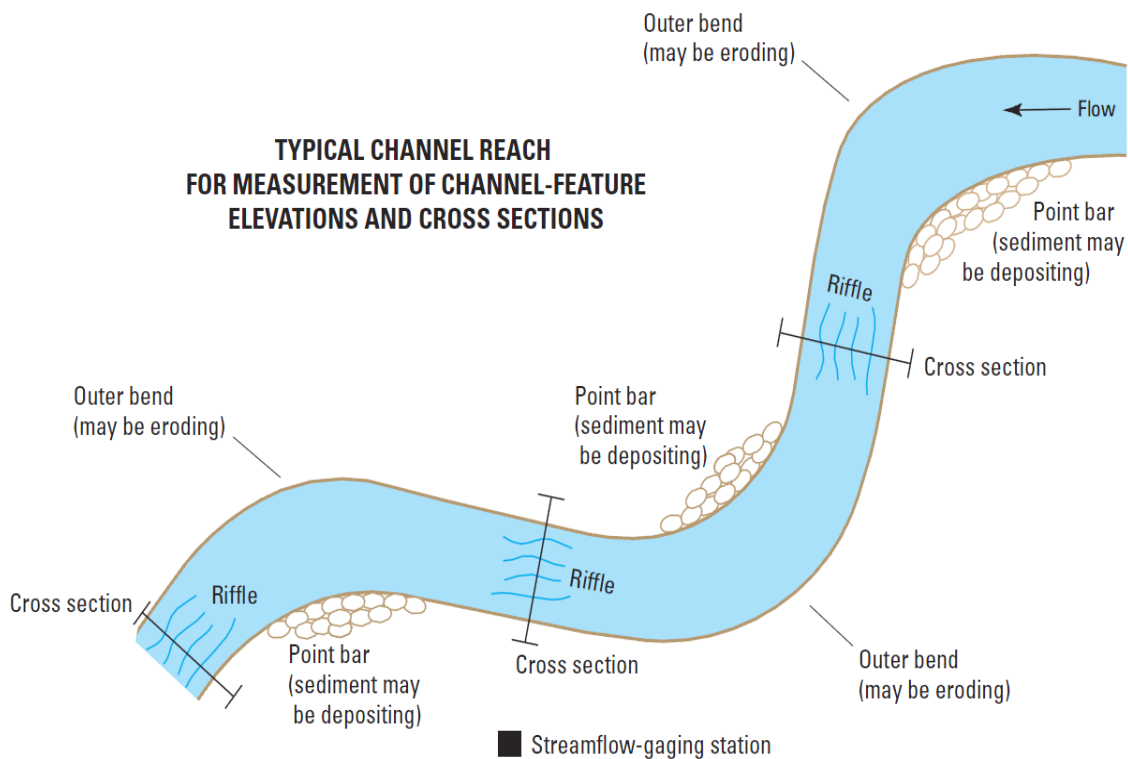 Outer bend
(may be eroding)
Flow
TYPICAL CHANNEL REACH
FOR MEASUREMENT OF CHANNEL-FEATURE
ELEVATIONS AND CROSS SECTIONS
Point bar
(sediment may
be depositing)
Riffle
Cross section
Outer bend
(may be eroding)
Point bar
(sediment may
be depositing)
Riffle
Cross section
Riffle
Cross section
Point bar
(sediment may
be depositing)
Outer bend
(may be eroding)
Streamflow-gaging station